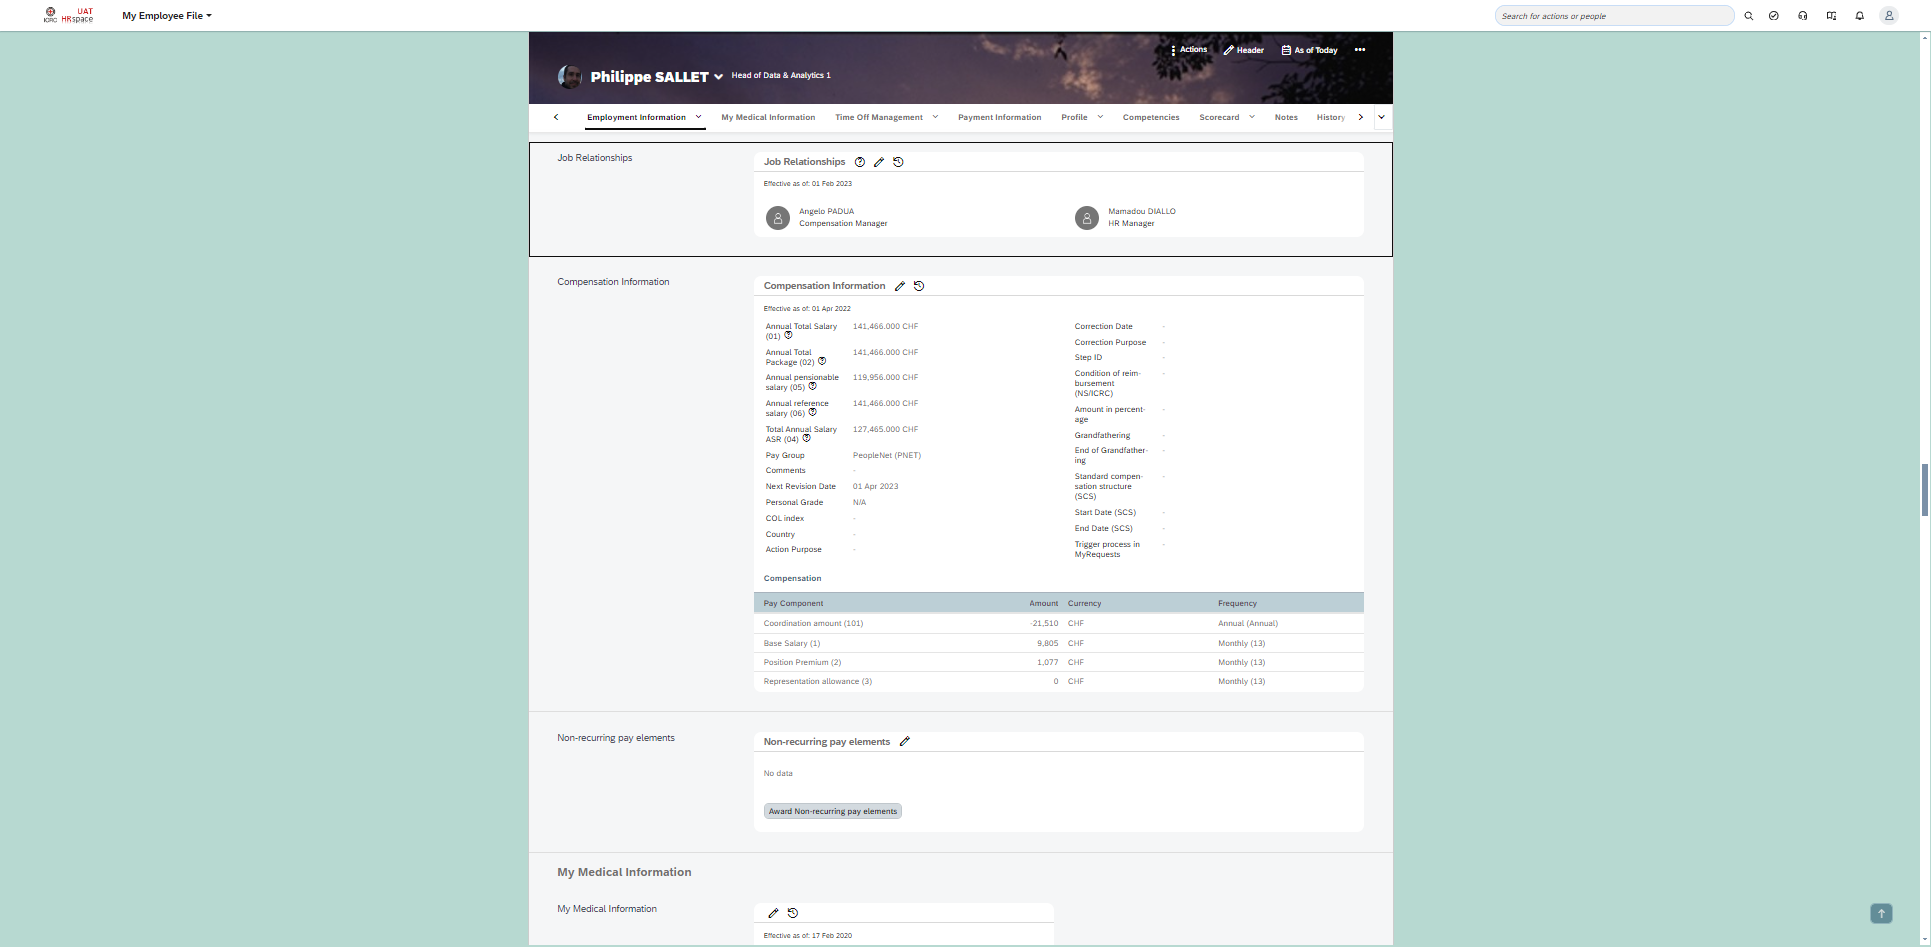 ICRC UAT HRspace
My Employee File
Search for actions or people
Actions Header As of Today
Philippe SALLET Head of Data & Analytics 1
Employment Information My Medical Information Time Off Management Payment Information Profile Competencies Scorecard Notes History
Job Relationships
Job Relationships
Effective as of: 01 Feb 2023
Angelo PADUA
Compensation Manager
Mamadou DIALLO
HR Manager
Compensation Information
Compensation Information
Effective as of: 01 Apr 2022
Annual Total Salary
(01)
141,466.000 CHF
Annual Total
Package (02)
141,466.000 CHF
Annual pensionable
salary (05)
119,956.000 CHF
Annual reference
salary (06)
141,466.000 CHF
Total Annual Salary
ASR (04)
127,465.000 CHF
Pay Group PeopleNet (PNET)
Comments -
Next Revision Date 01 Apr 2023
Personal Grade N/A
COL index -
Country -
Action Purpose -
Correction Date -
Correction Purpose -
Step ID -
Condition of reim-
bursement
(NS/ICRC)
-
Amount in percent-
age
-
Grandfathering -
End of Grandfather-
ing
-
Standard compen-
sation structure
(SCS)
-
Start Date (SCS) -
End Date (SCS) -
Trigger process in
MyRequests
-
Compensation
Pay Component Amount Currency Frequency
Coordination amount (101) -21,510 CHF Annual (Annual)
Base Salary (1) 9,805 CHF Monthly (13)
Position Premium (2) 1,077 CHF Monthly (13)
Representation allowance (3) 0 CHF Monthly (13)
Non-recurring pay elements
Non-recurring pay elements
No data
Award Non-recurring pay elements
My Medical Information
My Medical Information
Effective as of: 17 Feb 2020